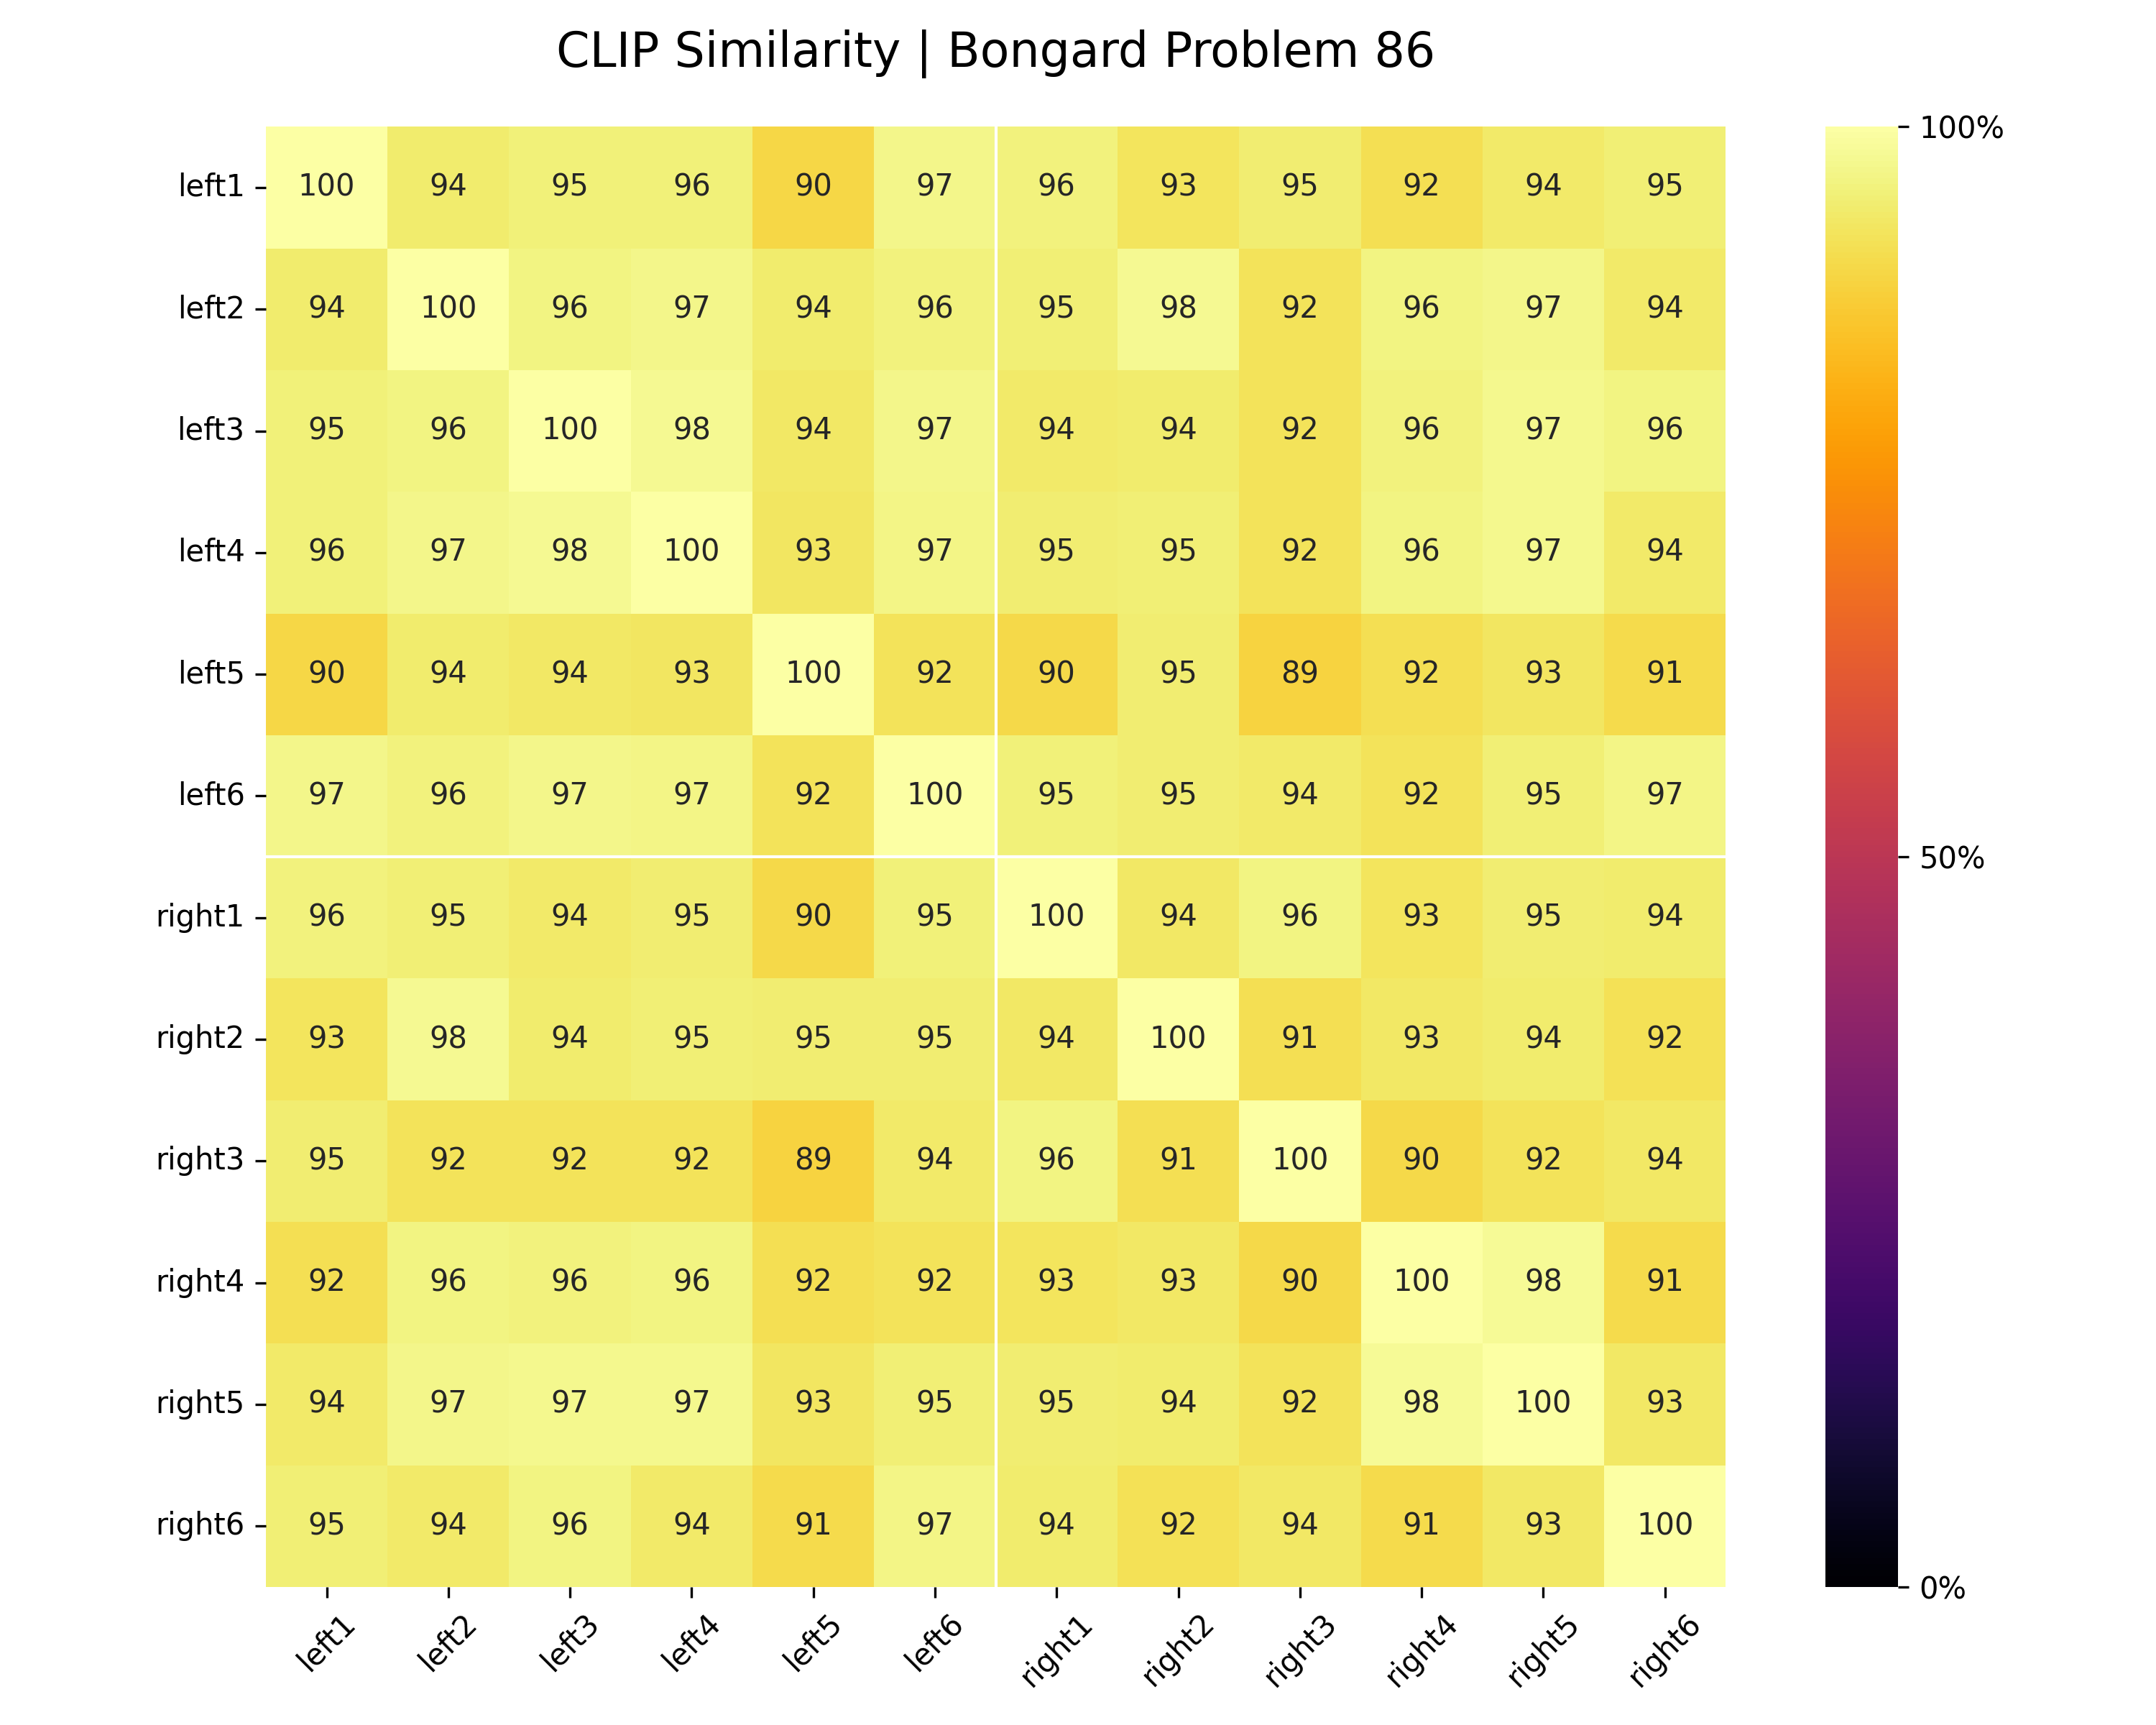 CLIP Similarity | Bongard Problem 86
left1 100 94 95 96 90 97 96 93 95 92 94 95
left2 94 100 96 97 94 96 95 98 92 96 97 94
left3 95 96 100 98 94 97 94 94 92 96 97 96
left4 96 97 98 100 93 97 95 95 92 96 97 94
left5 90 94 94 93 100 92 90 95 89 92 93 91
left6 97 96 97 97 92 100 95 95 94 92 95 97
right1 96 95 94 95 90 95 100 94 96 93 95 94
right2 93 98 94 95 95 95 94 100 91 93 94 92
right3 95 92 92 92 89 94 96 91 100 90 92 94
right4 92 96 96 96 92 92 93 93 90 100 98 91
right5 94 97 97 97 93 95 95 94 92 98 100 93
right6 95 94 96 94 91 97 94 92 94 91 93 100
left1 left2 left3 left4 left5 left6 right1 right2 right3 right4 right5 right6
100%
50%
0%